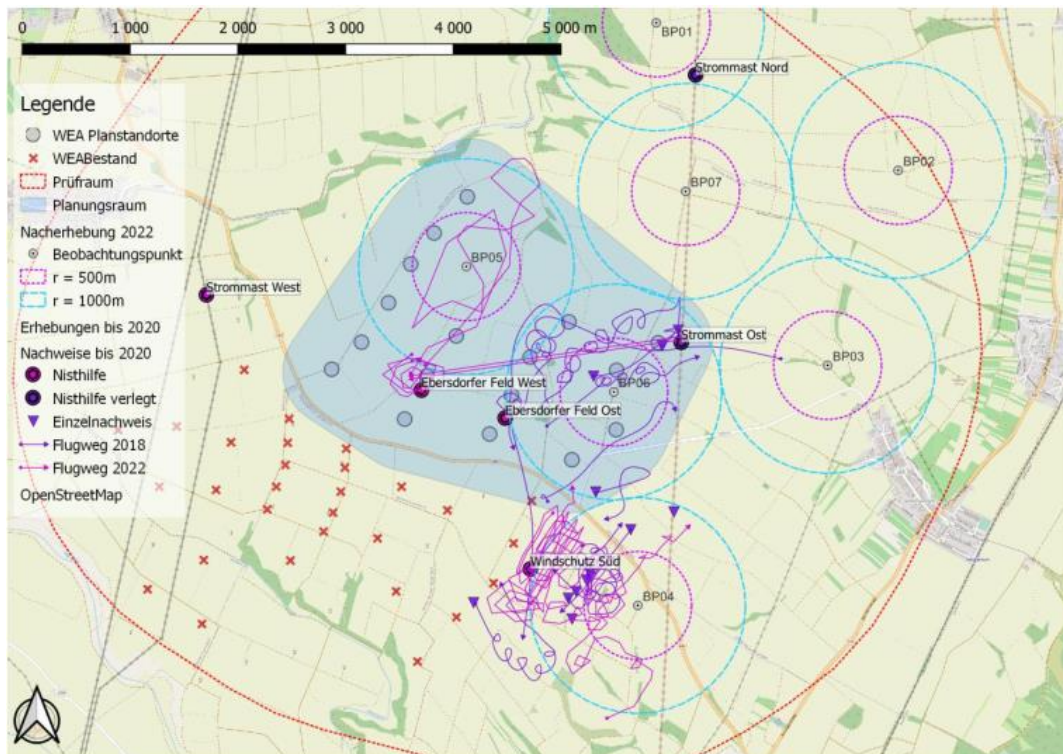 0 1 000 2 000 3 000 4 000 5 000 m
BP01
Strommast Nord
Legende
WEA Planstandorte
WEABestand
Prüfraum
Planungsraum
Nacherhebung 2022
Beobachtungspunkt
r = 500m
r = 1000m
Erhebungen bis 2020
Nachweise bis 2020
Nisthilfe
Nisthilfe verlegt
Einzelnachweis
Flugweg 2018
Flugweg 2022
OpenStreetMap
BP02
BP07
BP05
Strommast West
Strommast Ost
BP03
Ebersdorfer Feld West
BP06
Ebersdorfer Feld Ost
Windschutz Süd
BP04